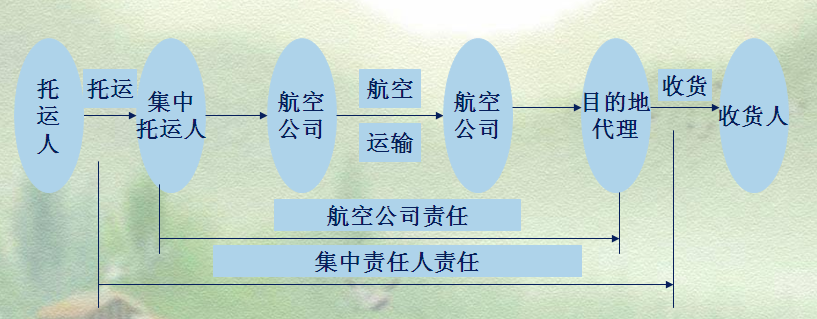 托
运
人
托运
集中
托运人
航空
公司
航空
运输
航空
公司
目的地
代理
收货
收货人
航空公司责任
集中责任人责任